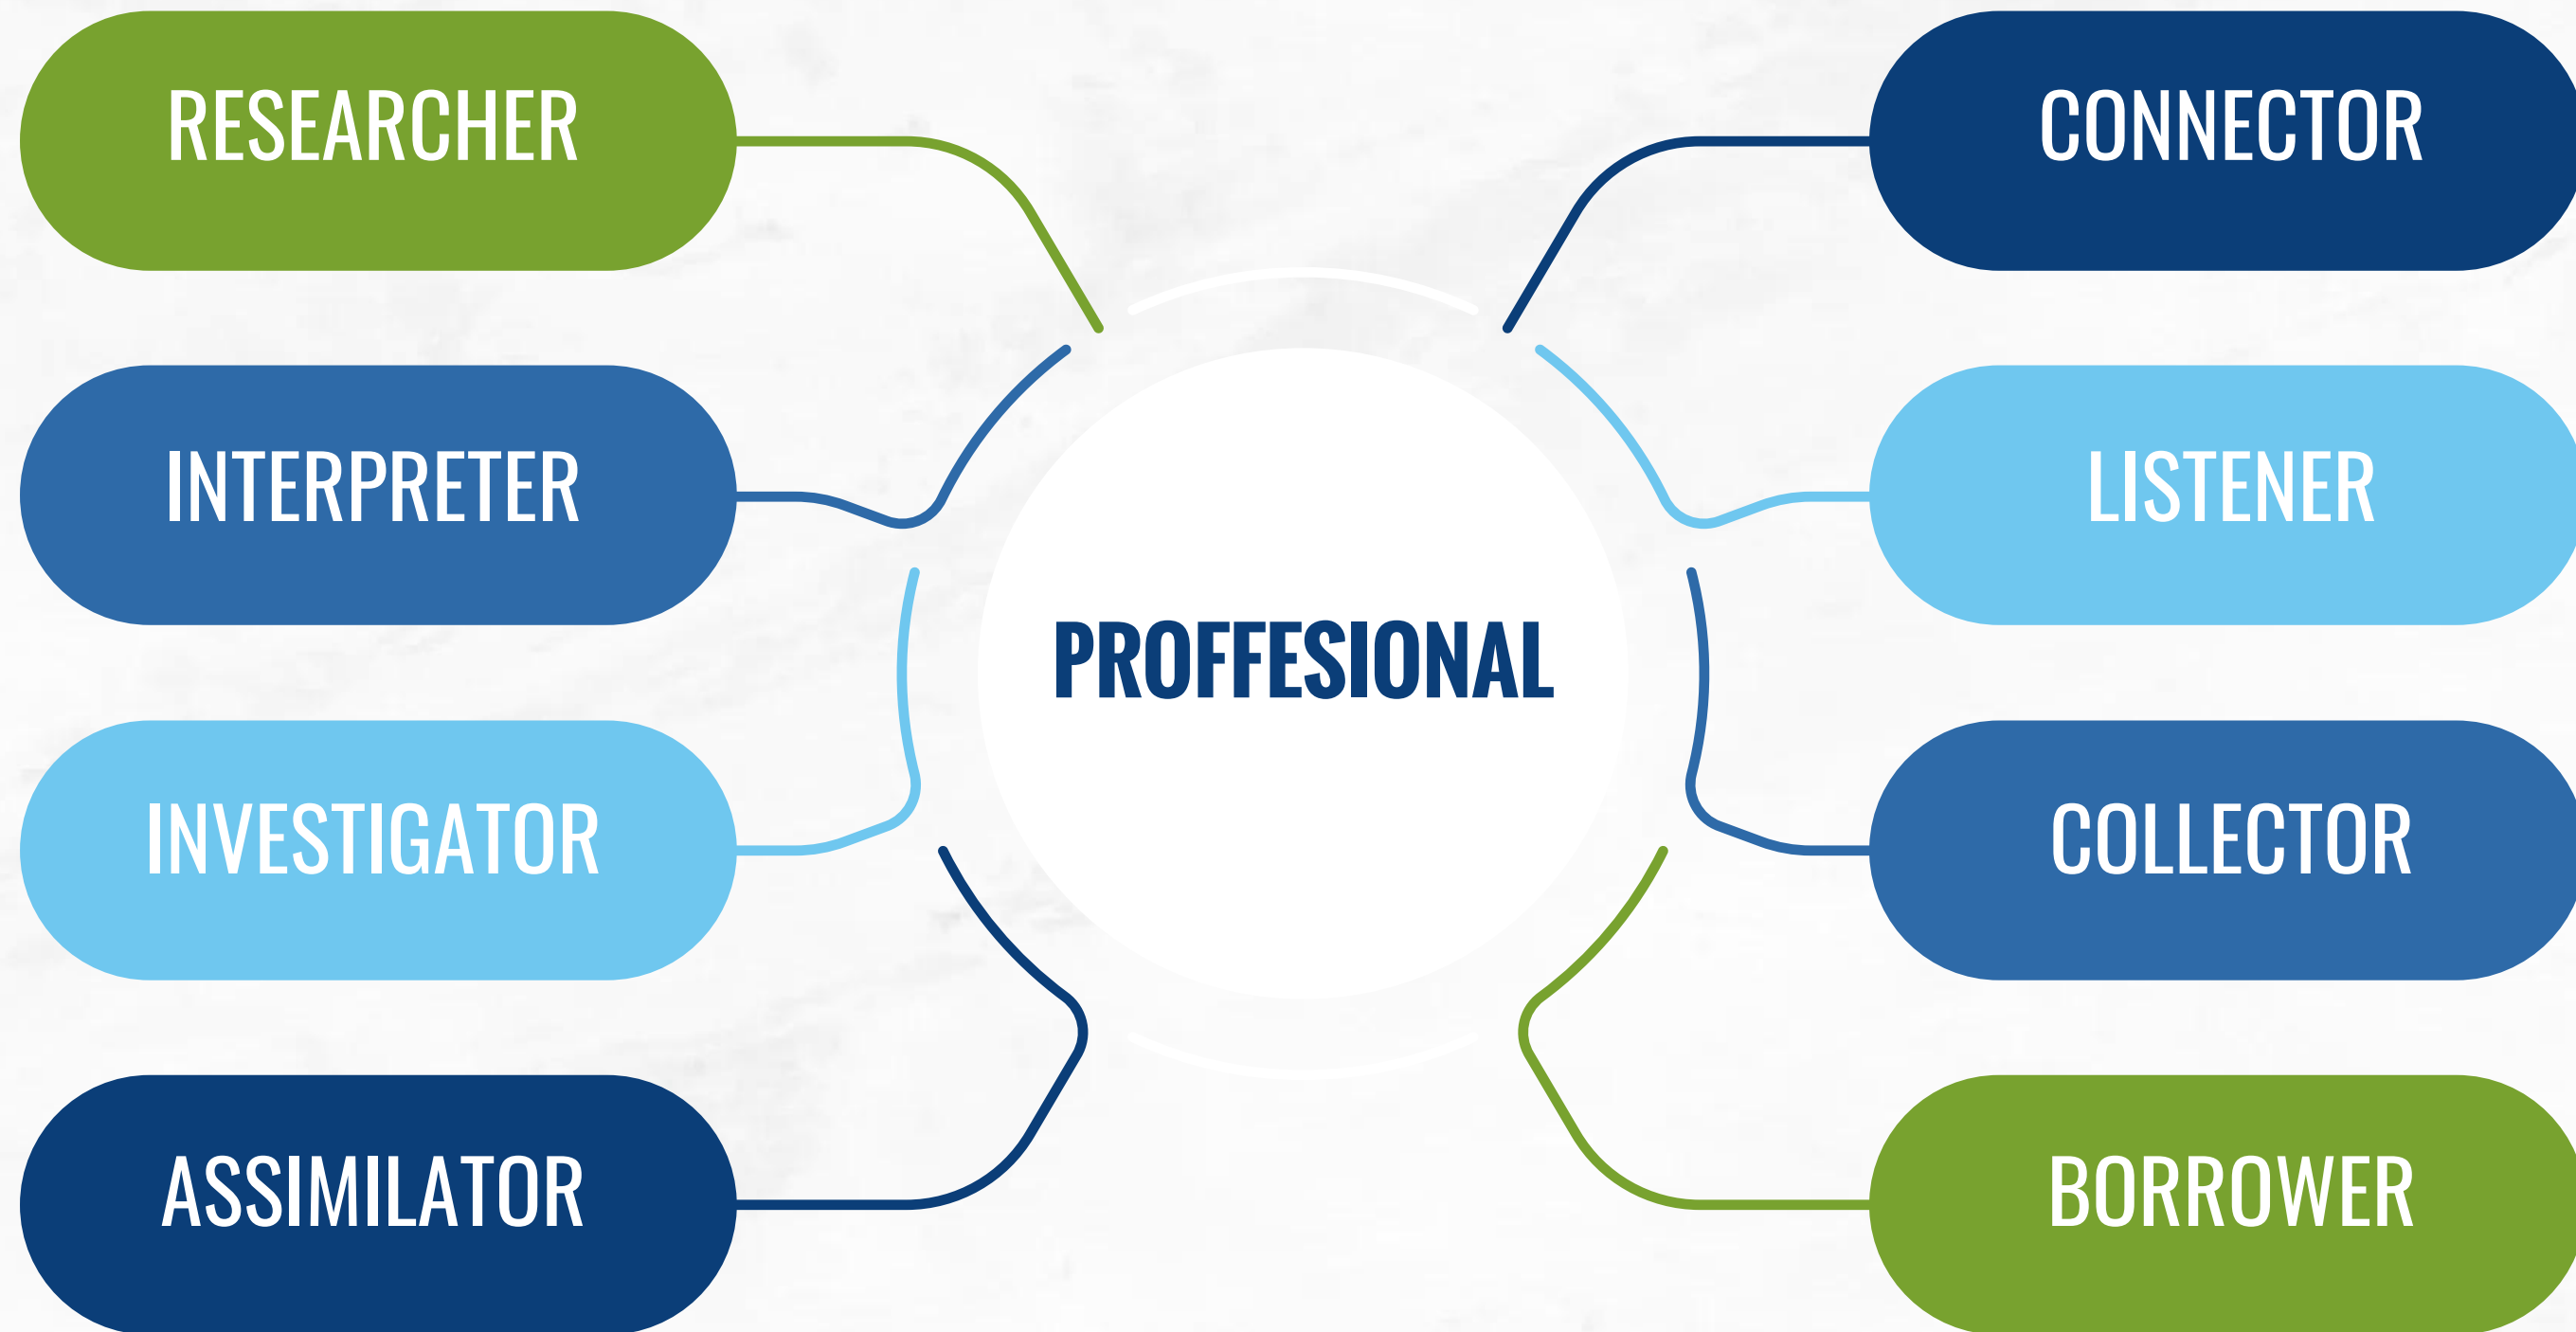 RESEARCHER
INTERPRETER
INVESTIGATOR
ASSIMILATOR
PROFFESIONAL
CONNECTOR
LISTENER
COLLECTOR
BORROWER